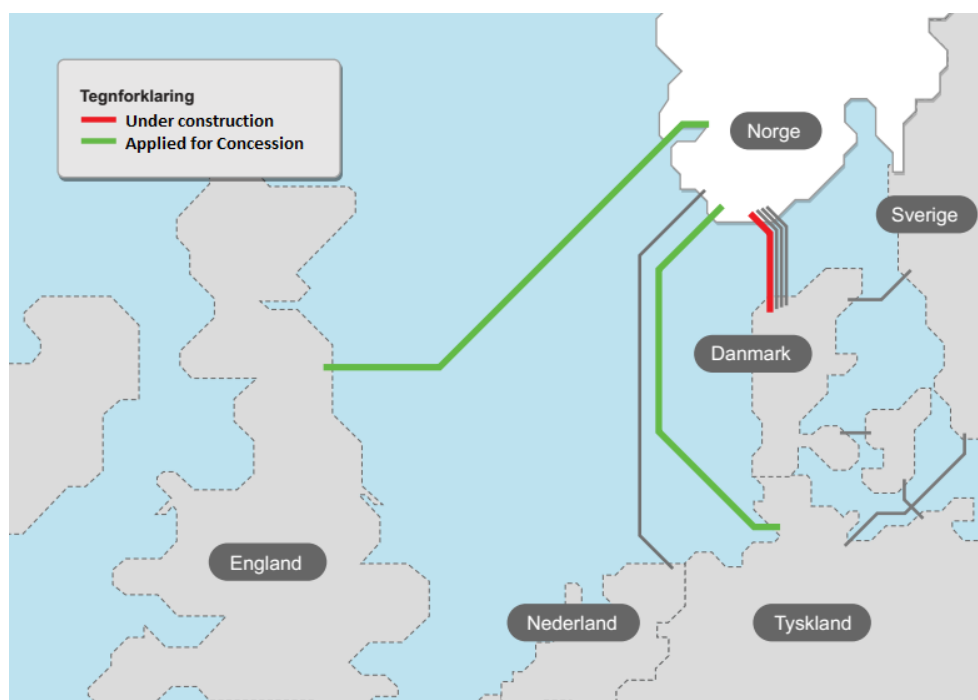 Tegnforklaring
Under construction
Applied for Concession
Norge
Sverige
Danmark
England
Nederland
Tyskland